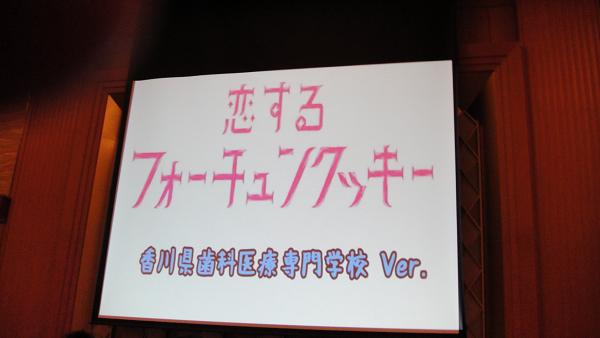 恋する
フォーチュンクッキー
香川県歯科医療専門学校 Ver.